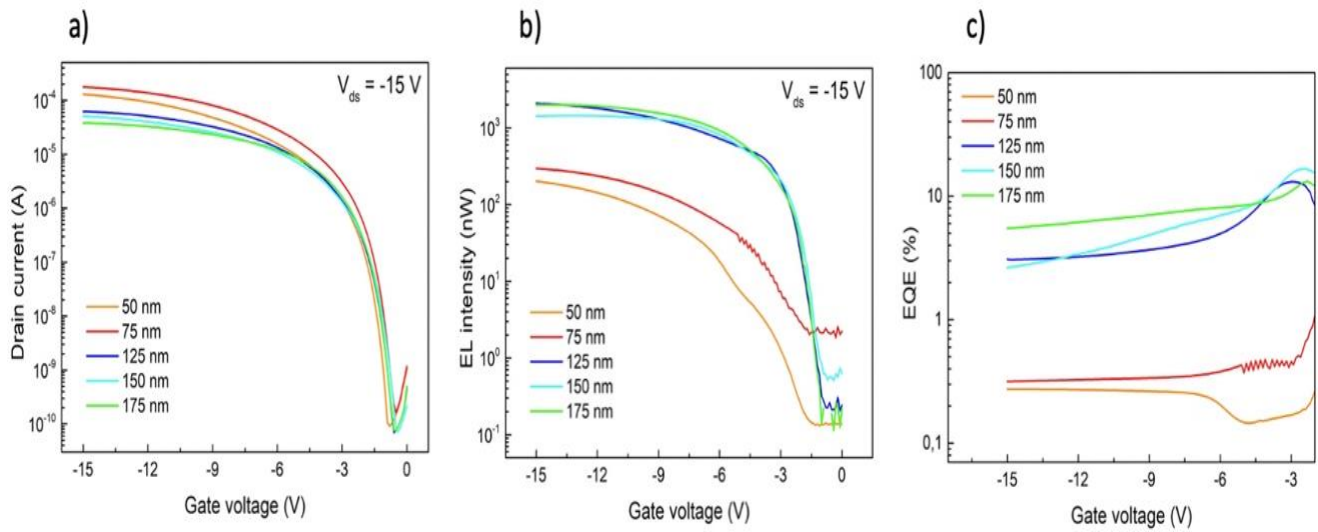 a)
V_ds = -15 V
Drain current (A)
10^-4
10^-5
10^-6
10^-7
10^-8
10^-9
10^-10
50 nm
75 nm
125 nm
150 nm
175 nm
-15 -12 -9 -6 -3 0
Gate voltage (V)
b)
V_ds = -15 V
EL intensity (nW)
10^3
10^2
10^1
10^0
10^-1
50 nm
75 nm
125 nm
150 nm
175 nm
-15 -12 -9 -6 -3 0
Gate voltage (V)
c)
EQE (%)
100
10
1
0,1
50 nm
75 nm
125 nm
150 nm
175 nm
-15 -12 -9 -6 -3
Gate voltage (V)